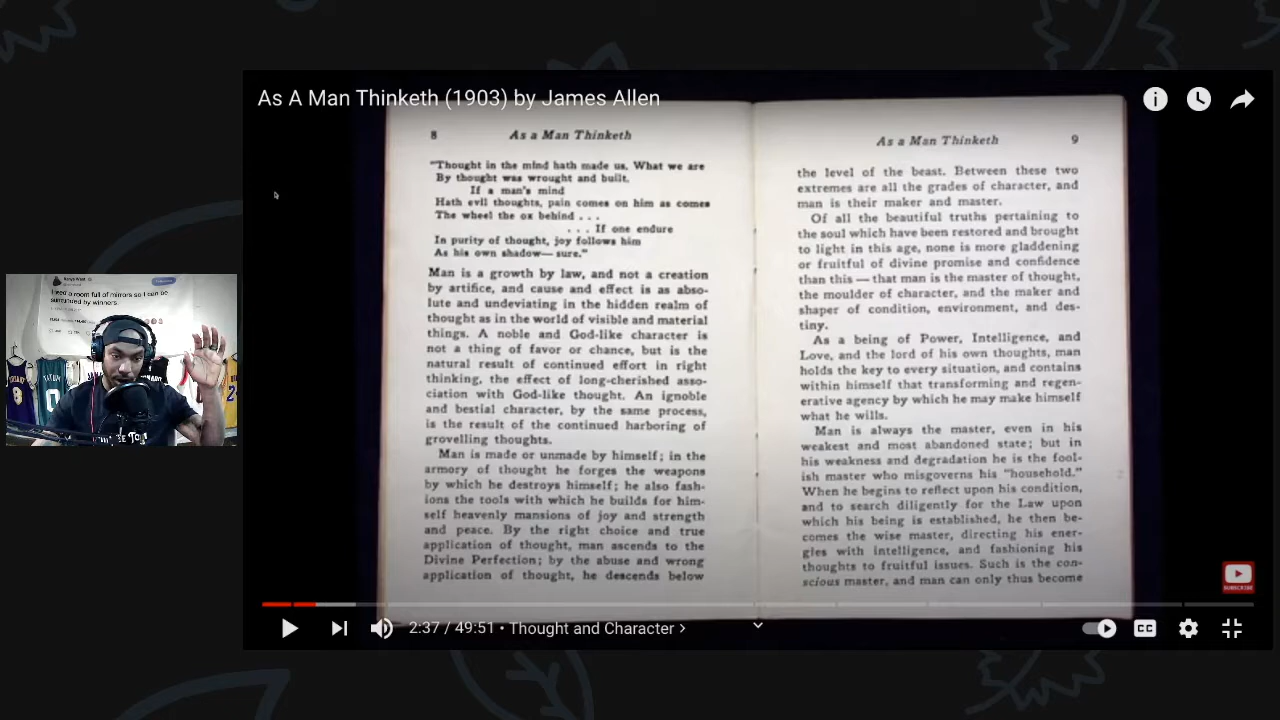 As A Man Thinketh (1903) by James Allen
8 As a Man Thinketh
"Thought in the mind hath made us. What we are
By thought was wrought and built.
If a man's mind
Hath evil thoughts, pain comes on him as comes
The wheel the ox behind . . .
. . . If one endure
In purity of thought, joy follows him
As his own shadow—sure."
Man is a growth by law, and not a creation
by artifice, and cause and effect is as abso-
lute and undeviating in the hidden realm of
thought as in the world of visible and material
things. A noble and God-like character is
not a thing of favor or chance, but is the
natural result of continued effort in right
thinking, the effect of long-cherished asso-
ciation with God-like thought. An ignoble
and bestial character, by the same process,
is the result of the continued harboring of
grovelling thoughts.
Man is made or unmade by himself; in the
armory of thought he forges the weapons
by which he destroys himself; he also fash-
ions the tools with which he builds for him-
self heavenly mansions of joy and strength
and peace. By the right choice and true
application of thought, man ascends to the
Divine Perfection; by the abuse and wrong
application of thought, he descends below
As a Man Thinketh 9
the level of the beast. Between these two
extremes are all the grades of character, and
man is their maker and master.
Of all the beautiful truths pertaining to
the soul which have been restored and brought
to light in this age, none is more gladdening
or fruitful of divine promise and confidence
than this — that man is the master of thought,
the moulder of character, and the maker and
shaper of condition, environment, and des-
tiny.
As a being of Power, Intelligence, and
Love, and the lord of his own thoughts, man
holds the key to every situation, and contains
within himself that transforming and regen-
erative agency by which he may make himself
what he wills.
Man is always the master, even in his
weakest and most abandoned state; but in
his weakness and degradation he is the fool-
ish master who misgoverns his "household."
When he begins to reflect upon his condition,
and to search diligently for the Law upon
which his being is established, he then be-
comes the wise master, directing his ener-
gies with intelligence, and fashioning his
thoughts to fruitful issues. Such is the con-
scious master, and man can only thus become
I need a room full of mirrors so I can be
surrounded by winners
TATUM
0
SUBSCRIBE
2:37 / 49:51 • Thought and Character >
CC